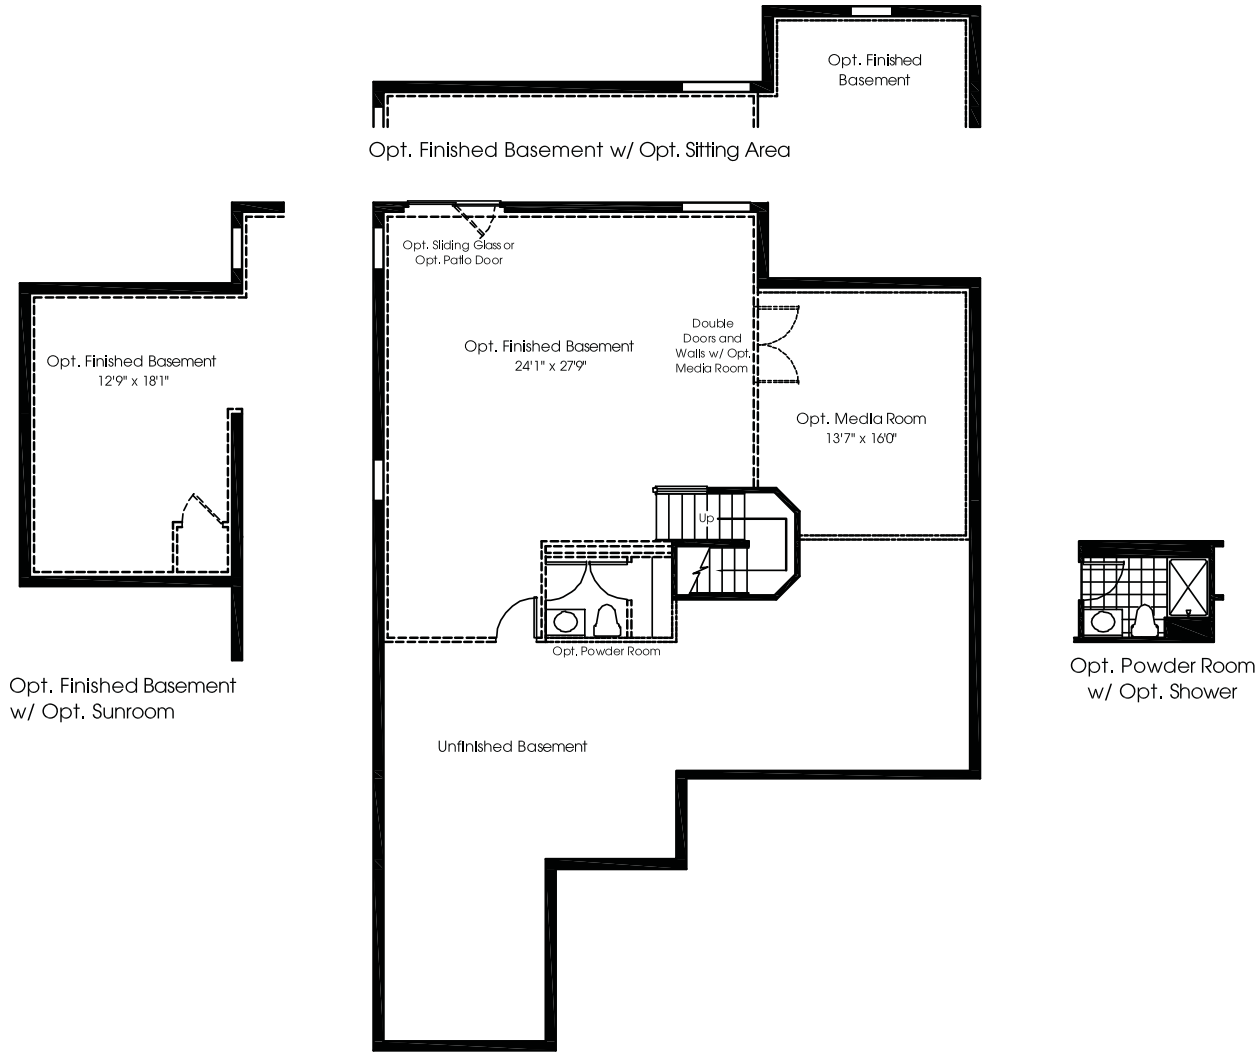 Opt. Finished
Basement
Opt. Finished Basement w/ Opt. Sitting Area
Opt. Sliding Glass or
Opt. Patio Door
Opt. Finished Basement
12'9" x 18'1"
Opt. Finished Basement
24'1" x 27'9"
Double
Doors and
Walls w/ Opt.
Media Room
Opt. Media Room
13'7" x 16'0"
Up
Opt. Powder Room
Opt. Finished Basement
w/ Opt. Sunroom
Opt. Powder Room
w/ Opt. Shower
Unfinished Basement